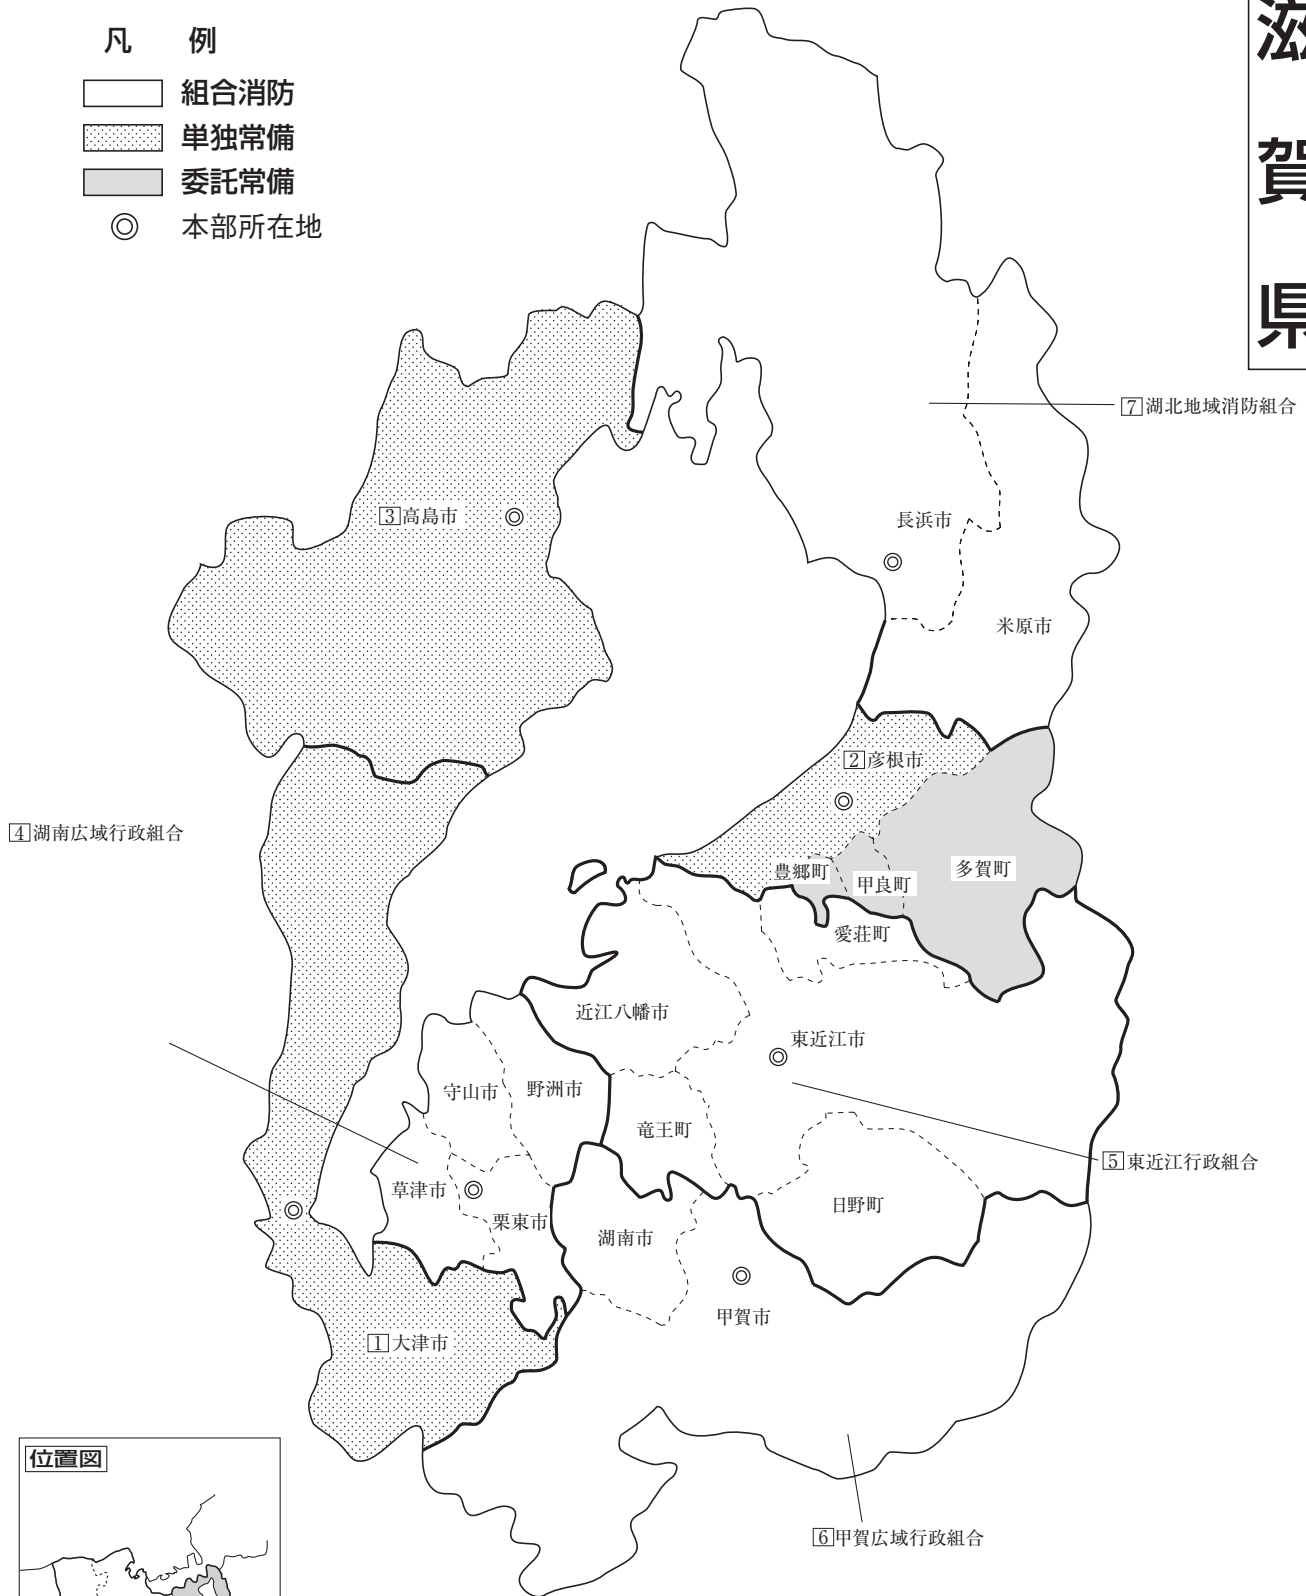 凡 例
組合消防
単独常備
委託常備
本部所在地
滋賀県
7 湖北地域消防組合
3 高島市
長浜市
米原市
2 彦根市
4 湖南広域行政組合
豊郷町
甲良町
多賀町
愛荘町
近江八幡市
東近江市
守山市
野洲市
竜王町
5 東近江行政組合
草津市
栗東市
日野町
湖南市
甲賀市
1 大津市
位置図
6 甲賀広域行政組合